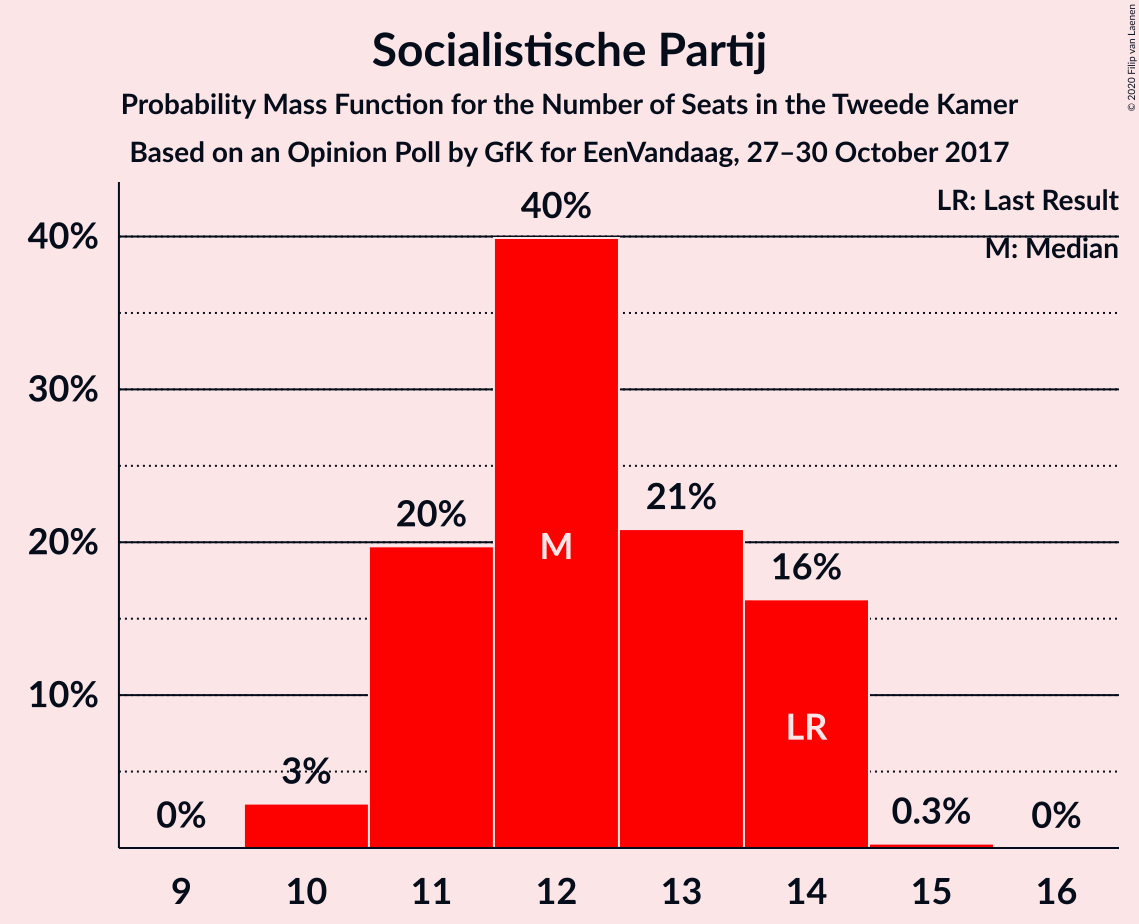 Socialistische Partij
Probability Mass Function for the Number of Seats in the Tweede Kamer
Based on an Opinion Poll by GfK for EenVandaag, 27–30 October 2017
© 2020 Filip van Laenen
LR: Last Result
M: Median
40%
30%
20%
10%
0%
3%
20%
40%
M
21%
16%
LR
0.3%
0%
9 10 11 12 13 14 15 16